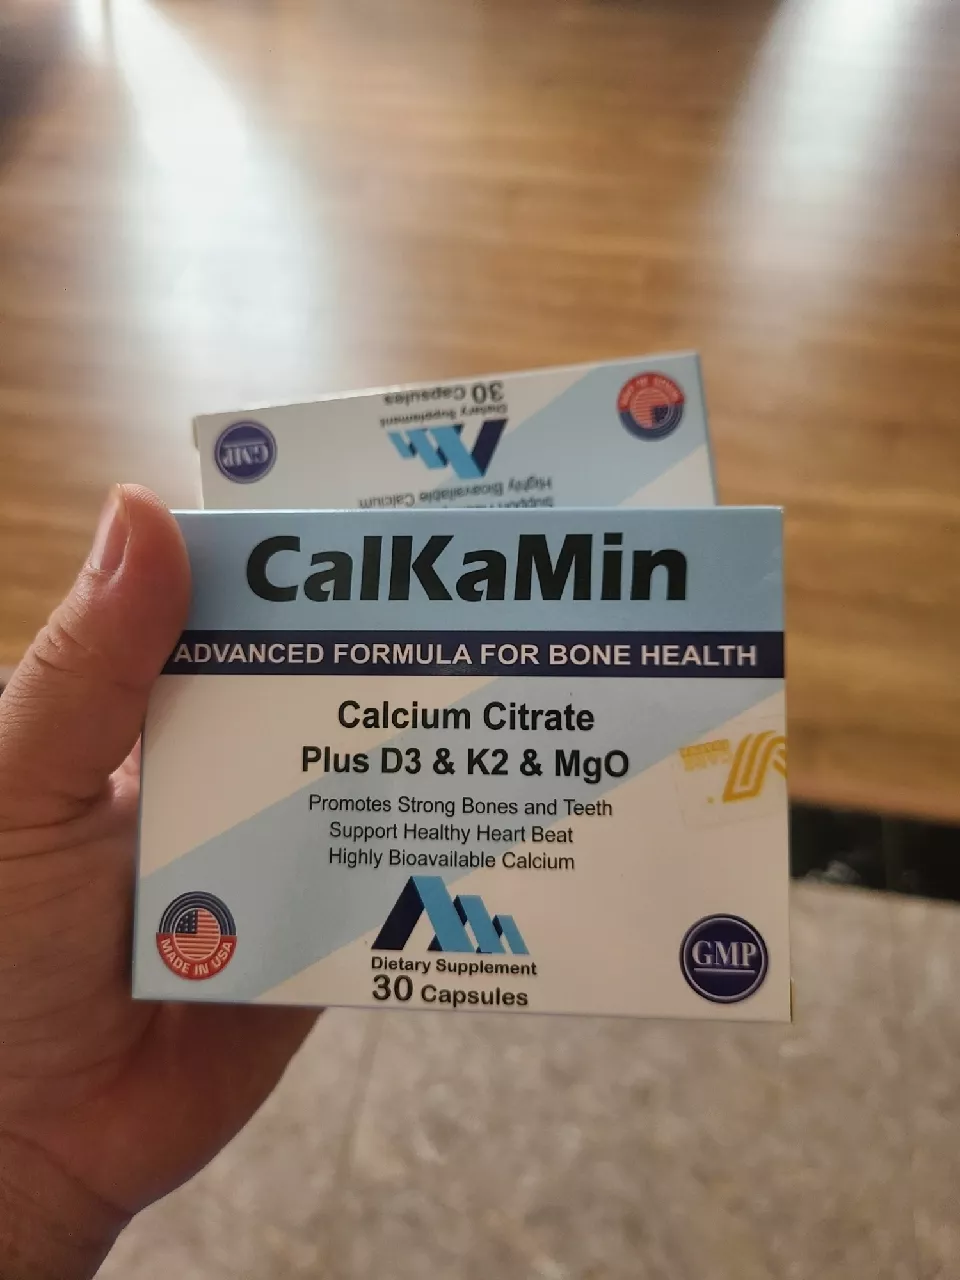 30 Capsules
Dietary Supplement
GMP
Highly Bioavailable Calcium
CalKaMin
ADVANCED FORMULA FOR BONE HEALTH
Calcium Citrate
Plus D3 & K2 & MgO
Promotes Strong Bones and Teeth
Support Healthy Heart Beat
Highly Bioavailable Calcium
MADE IN USA
GMP
Dietary Supplement
30 Capsules